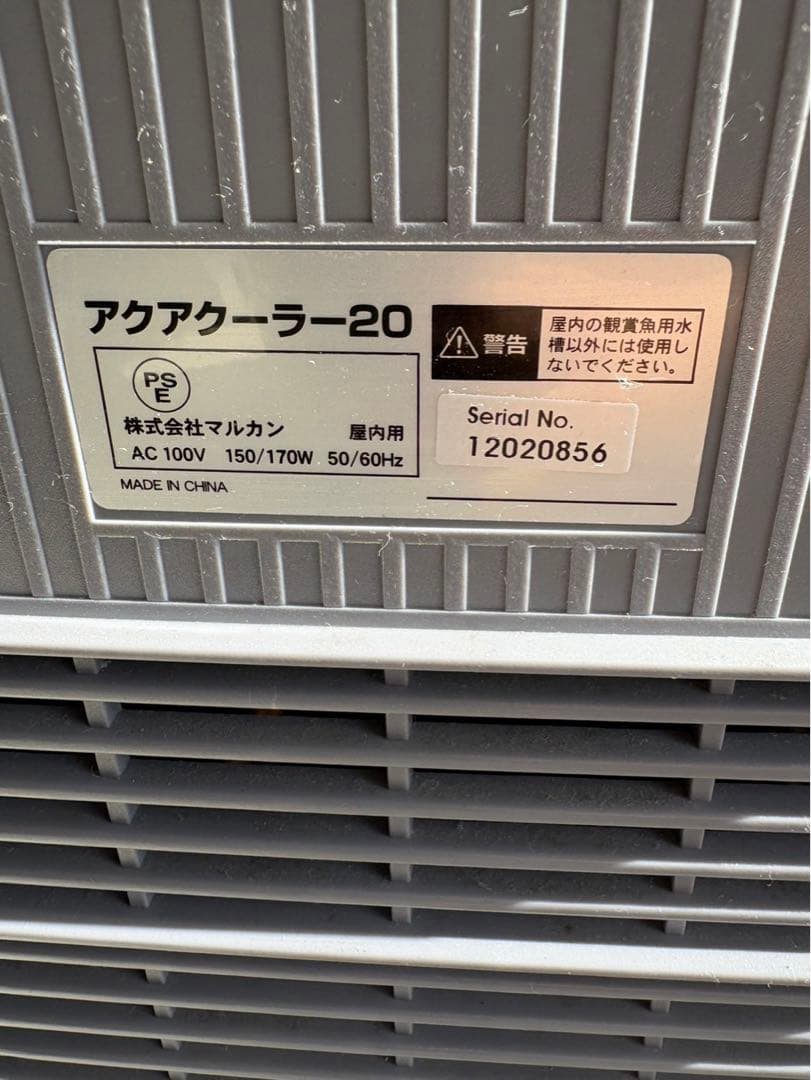 アクアクーラー20
PS
E
株式会社マルカン 屋内用
AC 100V 150/170W 50/60Hz
MADE IN CHINA
警告
屋内の観賞魚用水
槽以外には使用し
ないでください。
Serial No.
12020856